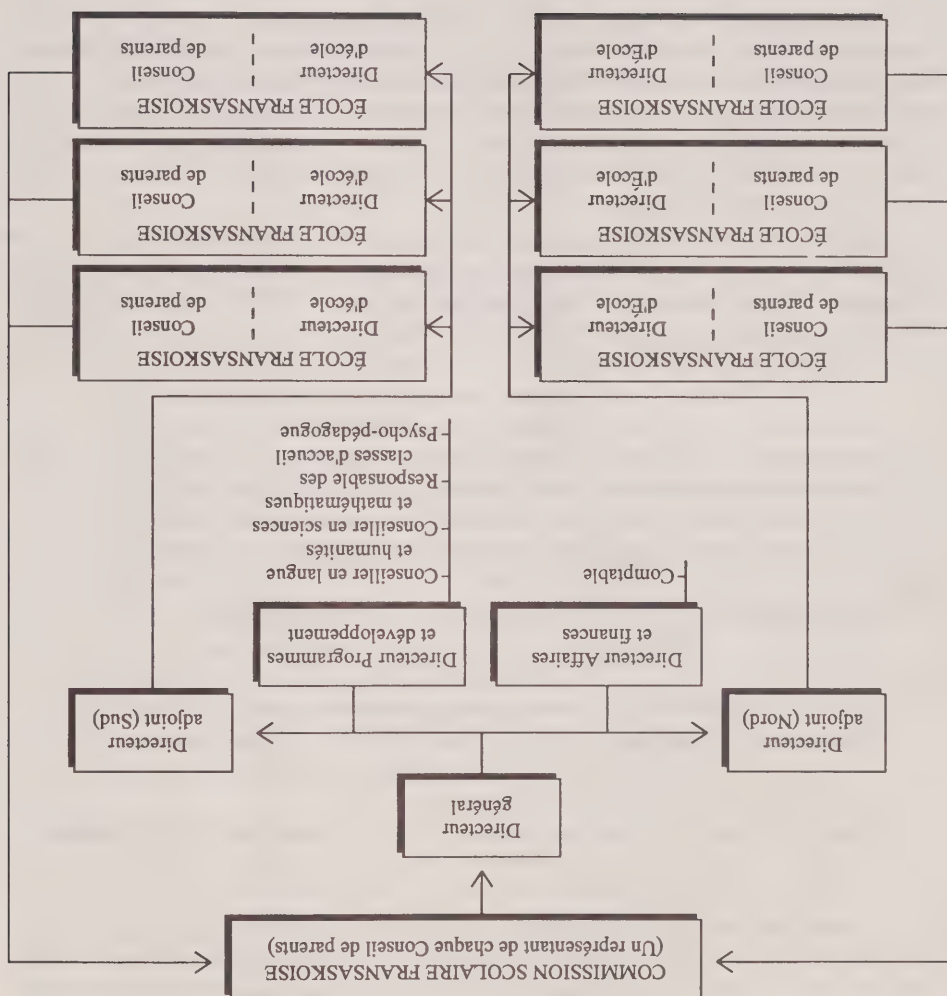 COMMISSION SCOLAIRE FRANSASKOISE
(Un représentant de chaque Conseil de parents)
Directeur
général
Directeur
adjoint (Nord)
Directeur Affaires
et finances
Comptable
Directeur Programmes
et développement
Conseiller en langue
et humanités
Conseiller en sciences
et mathématiques
Responsable des
classes d'accueil
Psycho-pédagogue
Directeur
adjoint (Sud)
ÉCOLE FRANSASKOISE
Conseil Directeur
de parents d'École
ÉCOLE FRANSASKOISE
Conseil Directeur
de parents d'École
ÉCOLE FRANSASKOISE
Conseil Directeur
de parents d'École
ÉCOLE FRANSASKOISE
Directeur Conseil
d'école de parents
ÉCOLE FRANSASKOISE
Directeur Conseil
d'école de parents
ÉCOLE FRANSASKOISE
Directeur Conseil
d'école de parents